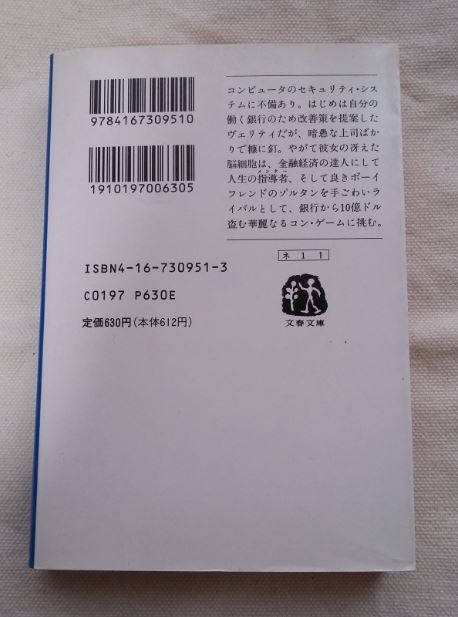 コンピュータのセキュリティ・シス
テムに不備あり。はじめは自分の
働く銀行のため改善策を提案した
ヴェリティだが、暗愚な上司ばか
りで糠に釘。やがて彼女の冴えた
脳細胞は、金融経済の達人にして
メンター
人生の指導者、そして良きボーイ
フレンドのゾルタンを手ごわいラ
イバルとして、銀行から10億ドル
盗む華麗なるコン・ゲームに挑む。
9784167309510
1910197006305
ネ 1 1
文春文庫
ISBN4-16-730951-3
C0197 P630E
定価630円(本体612円)